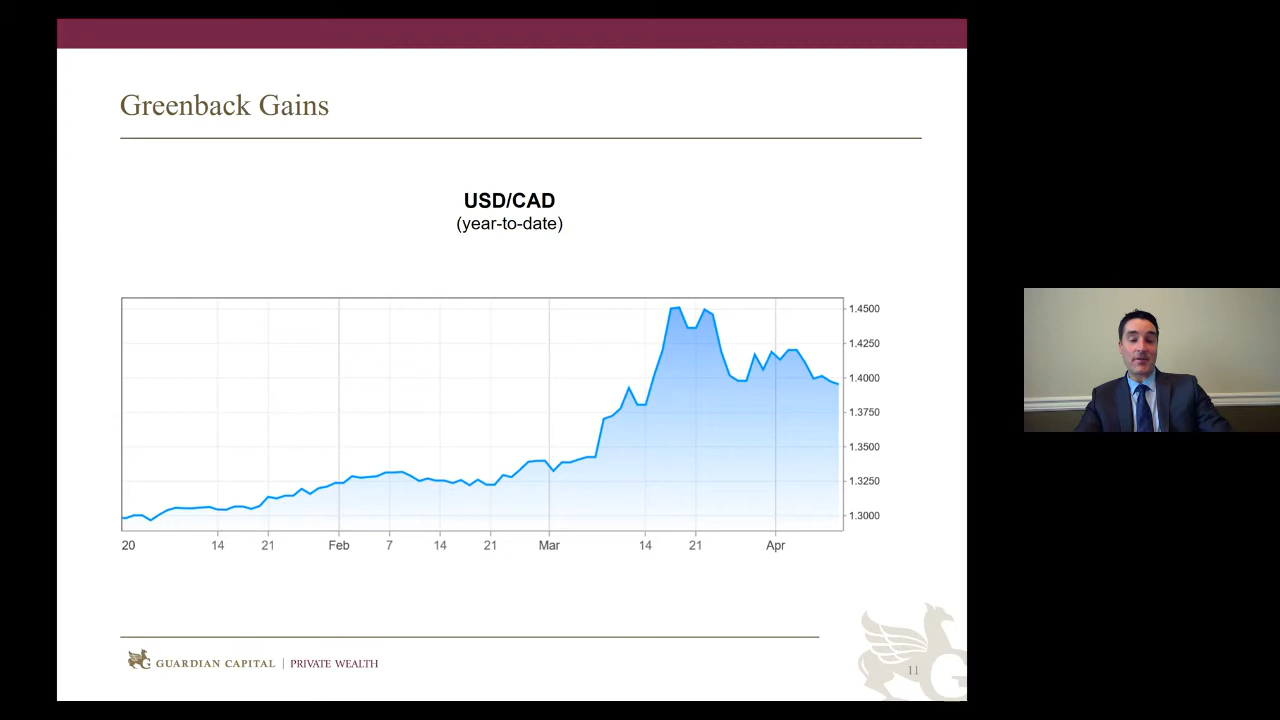 Greenback Gains
USD/CAD
(year-to-date)
1.4500
1.4250
1.4000
1.3750
1.3500
1.3250
1.3000
20 14 21 Feb 7 14 21 Mar 14 21 Apr
GUARDIAN CAPITAL | PRIVATE WEALTH
11
G